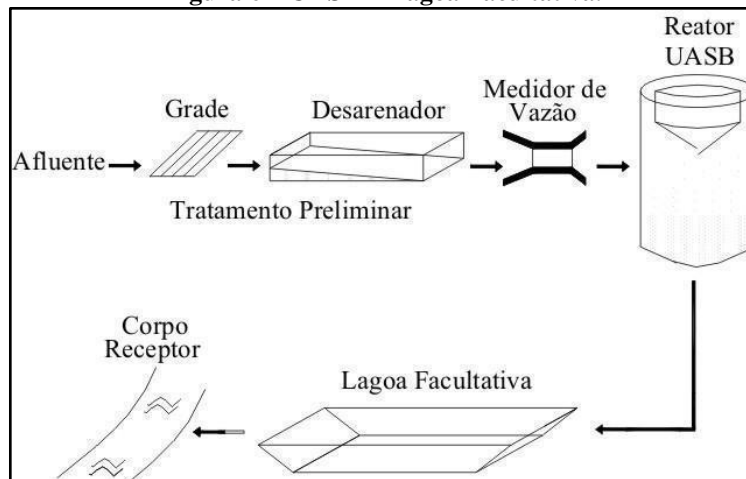 Reator
UASB
Medidor de
Vazão
Grade
Desarenador
Afluente
Tratamento Preliminar
Corpo
Receptor
Lagoa Facultativa